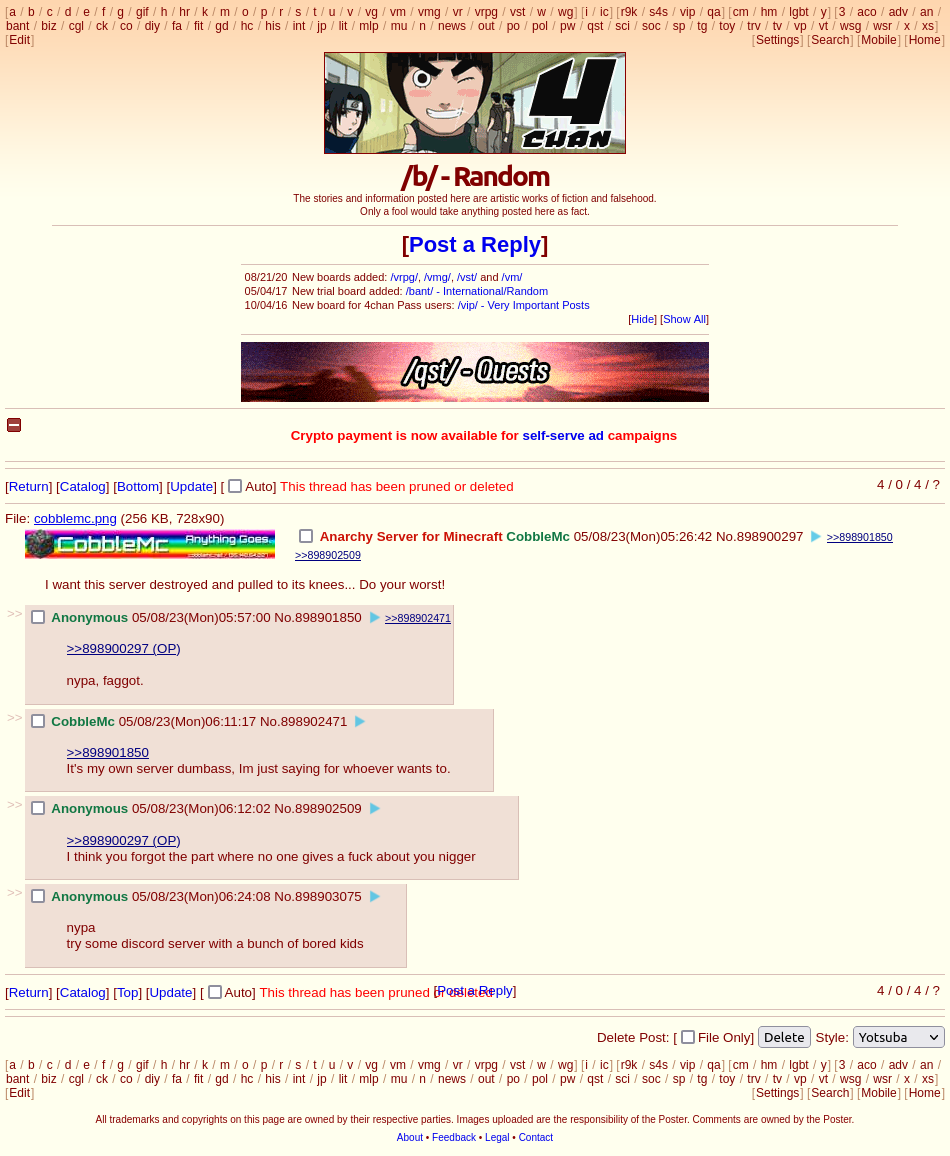 [a / b / c / d / e / f / g / gif / h / hr / k / m / o / p / r / s / t / u / v / vg / vm / vmg / vr / vrpg / vst / w / wg] [i / ic] [r9k / s4s / vip / qa] [cm / hm / lgbt / y] [3 / aco / adv / an /
bant / biz / cgl / ck / co / diy / fa / fit / gd / hc / his / int / jp / lit / mlp / mu / n / news / out / po / pol / pw / qst / sci / soc / sp / tg / toy / trv / tv / vp / vt / wsg / wsr / x / xs]
[Edit] [Settings] [Search] [Mobile] [Home]
4
CHAN
/b/ - Random
The stories and information posted here are artistic works of fiction and falsehood.
Only a fool would take anything posted here as fact.
[Post a Reply]
08/21/20 New boards added: /vrpg/, /vmg/, /vst/ and /vm/
05/04/17 New trial board added: /bant/ - International/Random
10/04/16 New board for 4chan Pass users: /vip/ - Very Important Posts
[Hide] [Show All]
/qst/ - Quests
Crypto payment is now available for self-serve ad campaigns
[Return] [Catalog] [Bottom] [Update] [ Auto] This thread has been pruned or deleted 4 / 0 / 4 / ?
File: cobblemc.png (256 KB, 728x90)
CobbleMc Anything Goes
Anarchy Server for Minecraft CobbleMc 05/08/23(Mon)05:26:42 No.898900297 ▶ >>898901850
>>898902509
I want this server destroyed and pulled to its knees... Do your worst!
>> Anonymous 05/08/23(Mon)05:57:00 No.898901850 ▶ >>898902471
>>898900297 (OP)
nypa, faggot.
>> CobbleMc 05/08/23(Mon)06:11:17 No.898902471 ▶
>>898901850
It's my own server dumbass, Im just saying for whoever wants to.
>> Anonymous 05/08/23(Mon)06:12:02 No.898902509 ▶
>>898900297 (OP)
I think you forgot the part where no one gives a fuck about you nigger
>> Anonymous 05/08/23(Mon)06:24:08 No.898903075 ▶
nypa
try some discord server with a bunch of bored kids
[Return] [Catalog] [Top] [Update] [ Auto] This thread has been pruned or deleted [Post a Reply] 4 / 0 / 4 / ?
Delete Post: [ File Only] Delete Style: Yotsuba
[a / b / c / d / e / f / g / gif / h / hr / k / m / o / p / r / s / t / u / v / vg / vm / vmg / vr / vrpg / vst / w / wg] [i / ic] [r9k / s4s / vip / qa] [cm / hm / lgbt / y] [3 / aco / adv / an /
bant / biz / cgl / ck / co / diy / fa / fit / gd / hc / his / int / jp / lit / mlp / mu / n / news / out / po / pol / pw / qst / sci / soc / sp / tg / toy / trv / tv / vp / vt / wsg / wsr / x / xs]
[Edit] [Settings] [Search] [Mobile] [Home]
All trademarks and copyrights on this page are owned by their respective parties. Images uploaded are the responsibility of the Poster. Comments are owned by the Poster.
About • Feedback • Legal • Contact